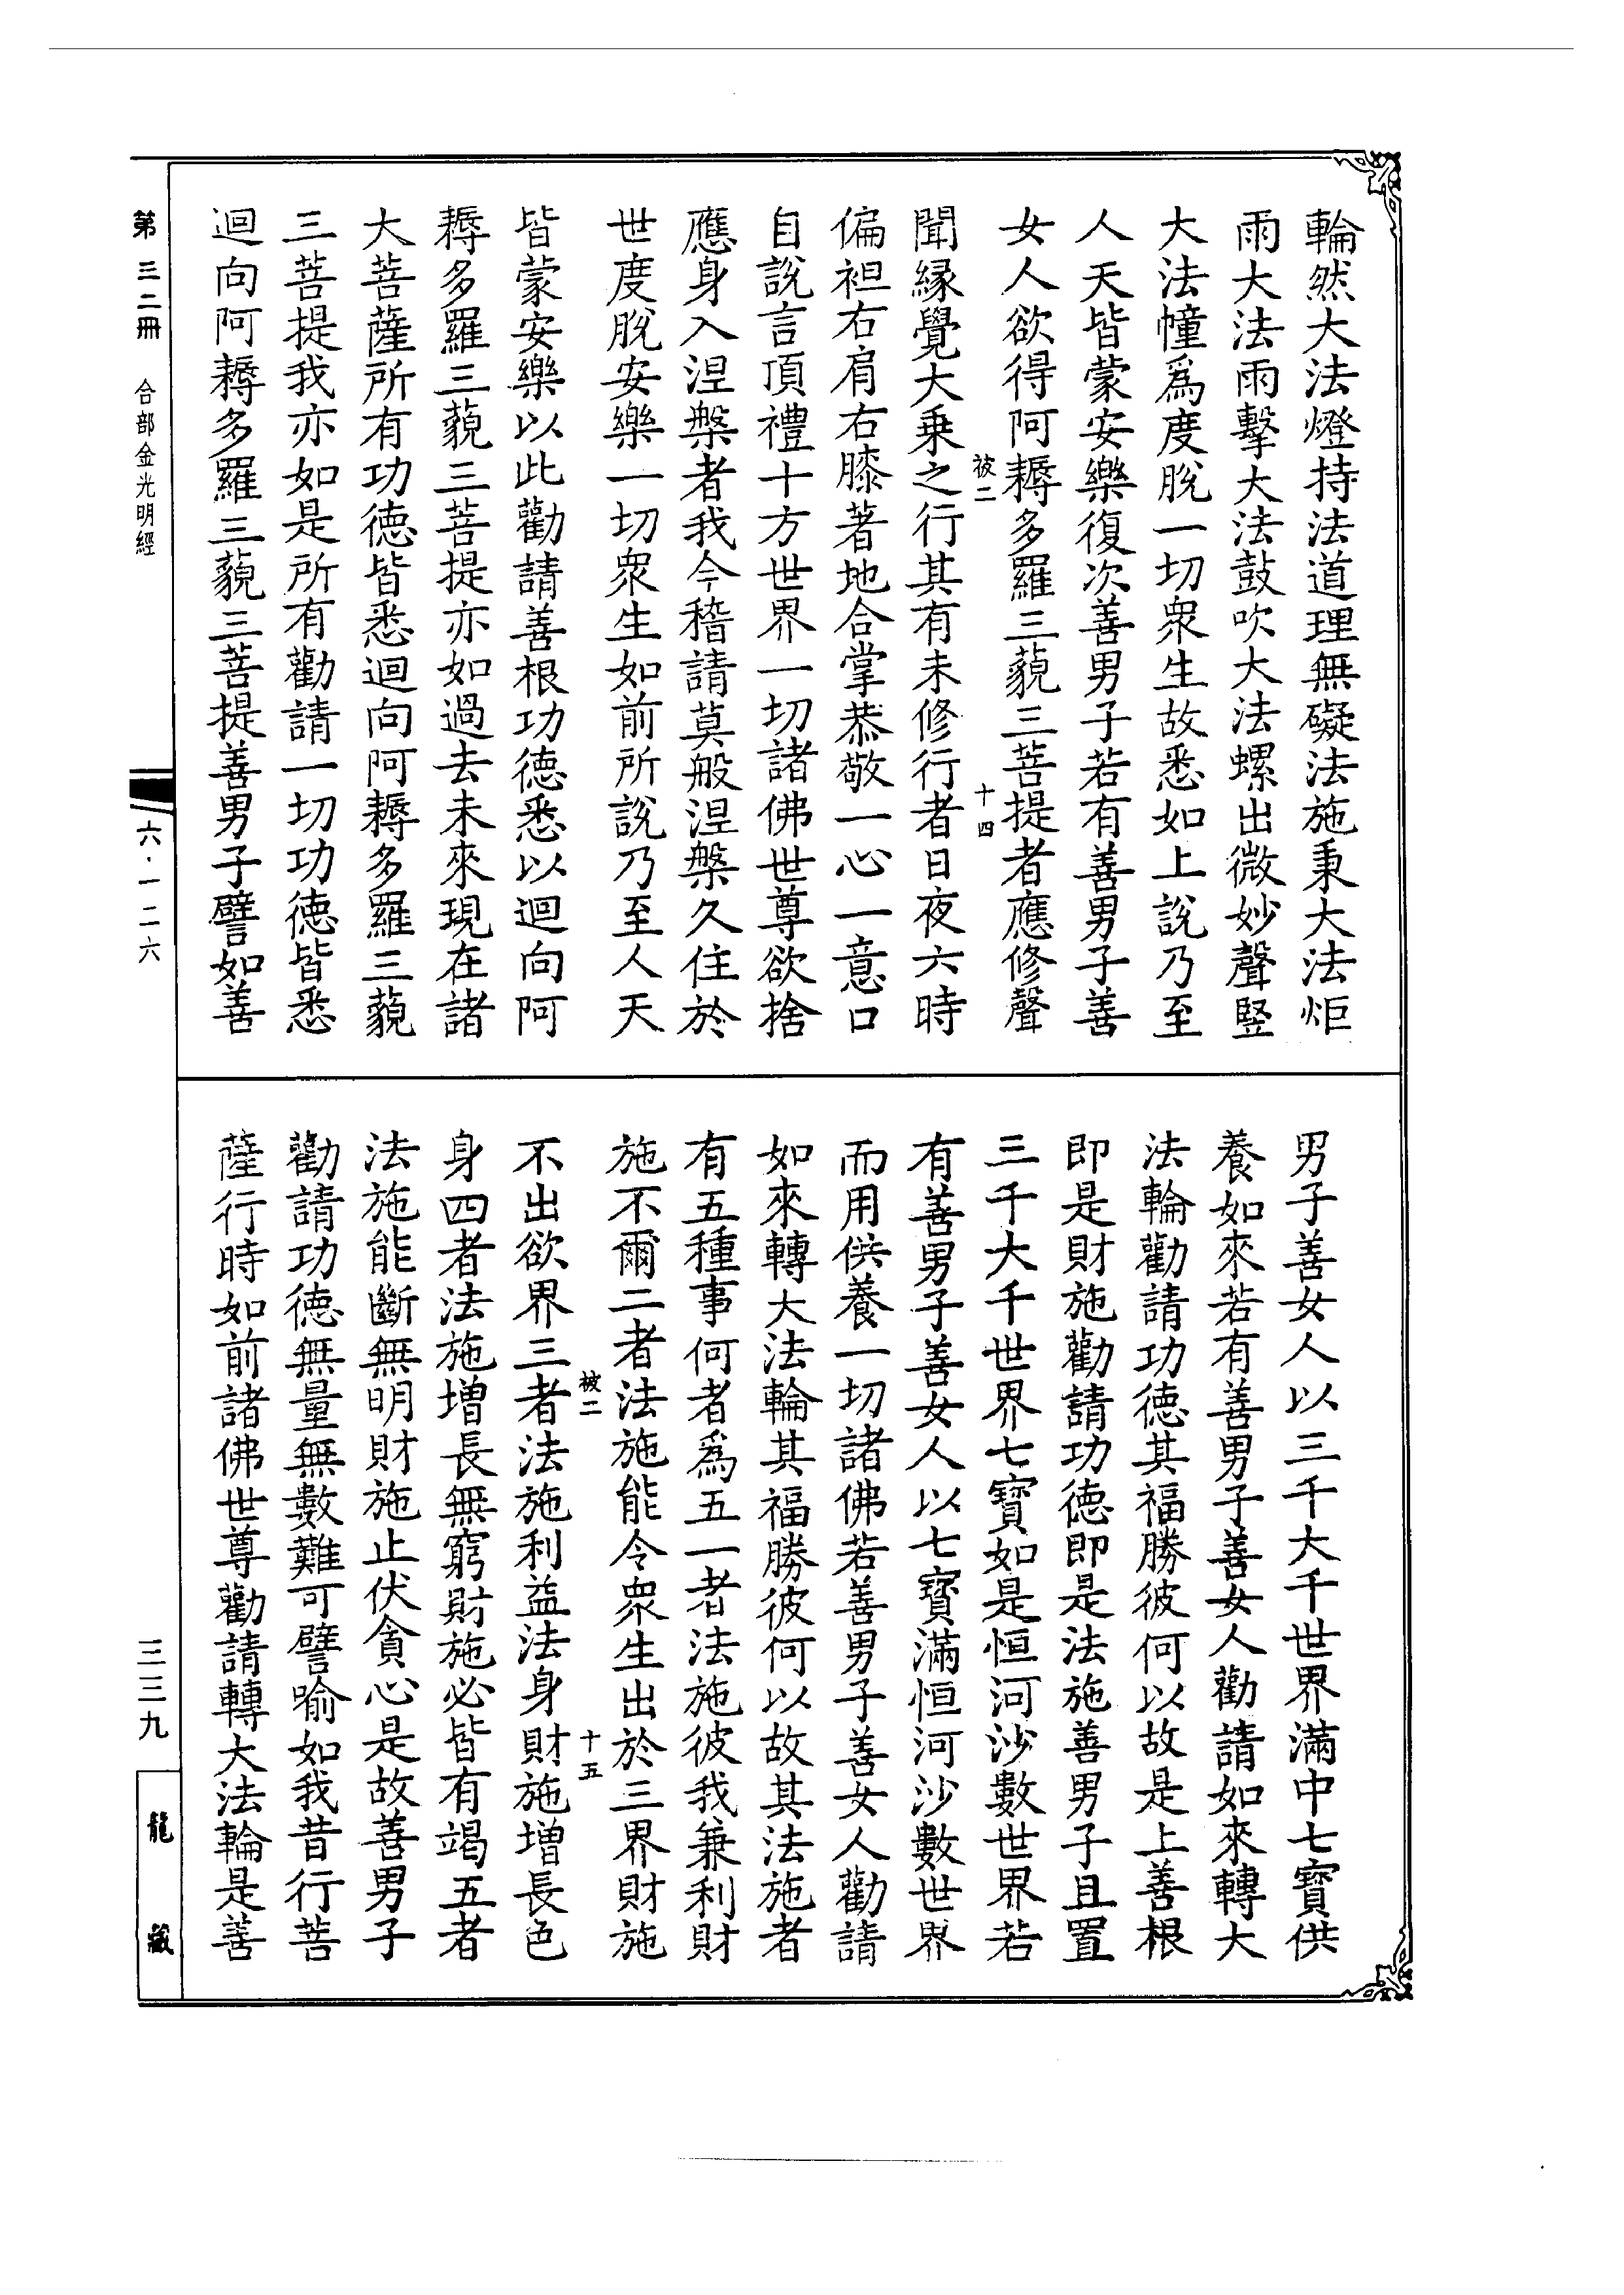 輪然大法燈持法道理無礙法施秉大法炬
雨大法雨擊大法鼓吹大法螺出微妙聲竪
大法幢爲度脫一切衆生故悉如上說乃至
人天皆蒙安樂復次善男子若有善男子善
女人欲得阿耨多羅三藐三菩提者應修聲
被二 十四
聞緣覺大乗之行其有未修行者日夜六時
偏袒右肩右膝著地合掌恭敬一心一意口
自說言頂禮十方世界一切諸佛世尊欲捨
應身入涅槃者我今稽請莫般涅槃久住於
世度脫安樂一切衆生如前所說乃至人天
皆蒙安樂以此勸請善根功德悉以迴向阿
耨多羅三藐三菩提亦如過去未來現在諸
大菩薩所有功德皆悉迴向阿耨多羅三藐
三菩提我亦如是所有勸請一切功德皆悉
迴向阿耨多羅三藐三菩提善男子譬如善
男子善女人以三千大千世界滿中七寶供
養如來若有善男子善女人勸請如來轉大
法輪勸請功德其福勝彼何以故是上善根
即是財施勸請功德即是法施善男子且置
三千大千世界七寶如是恒河沙數世界若
有善男子善女人以七寶滿恒河沙數世界
而用供養一切諸佛若善男子善女人勸請
如來轉大法輪其福勝彼何以故其法施者
有五種事何者爲五一者法施彼我兼利財
施不爾二者法施能令衆生出於三界財施
被二 十五
不出欲界三者法施利益法身財施增長色
身四者法施增長無窮財施必皆有竭五者
法施能斷無明財施止伏貪心是故善男子
勸請功德無量無數難可譬喻如我昔行菩
薩行時如前諸佛世尊勸請轉大法輪是善
第三二冊 合部金光明經
六·一二六
三三九
龍藏